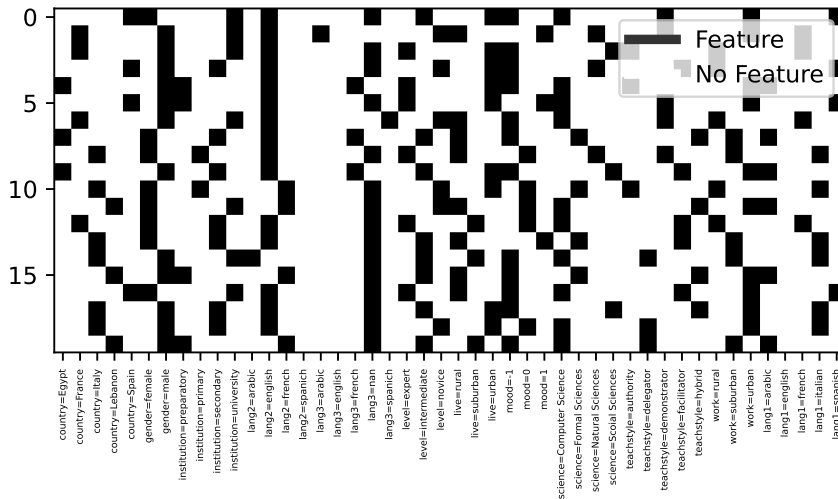 0
5
10
15
Feature
No Feature
country=Egypt
country=France
country=Italy
country=Lebanon
country=Spain
gender=female
gender=male
institution=preparatory
institution=primary
institution=secondary
institution=university
lang2=arabic
lang2=english
lang2=french
lang2=spanich
lang3=arabic
lang3=english
lang3=french
lang3=nan
lang3=spanich
level=expert
level=intermediate
level=novice
live=rural
live=suburban
live=urban
mood=-1
mood=0
mood=1
science=Computer Science
science=Formal Sciences
science=Natural Sciences
science=Scoial Sciences
teachstyle=authority
teachstyle=delegator
teachstyle=demonstrator
teachstyle=facilitator
teachstyle=hybrid
work=rural
work=suburban
work=urban
lang1=arabic
lang1=english
lang1=french
lang1=italian
lang1=spanish